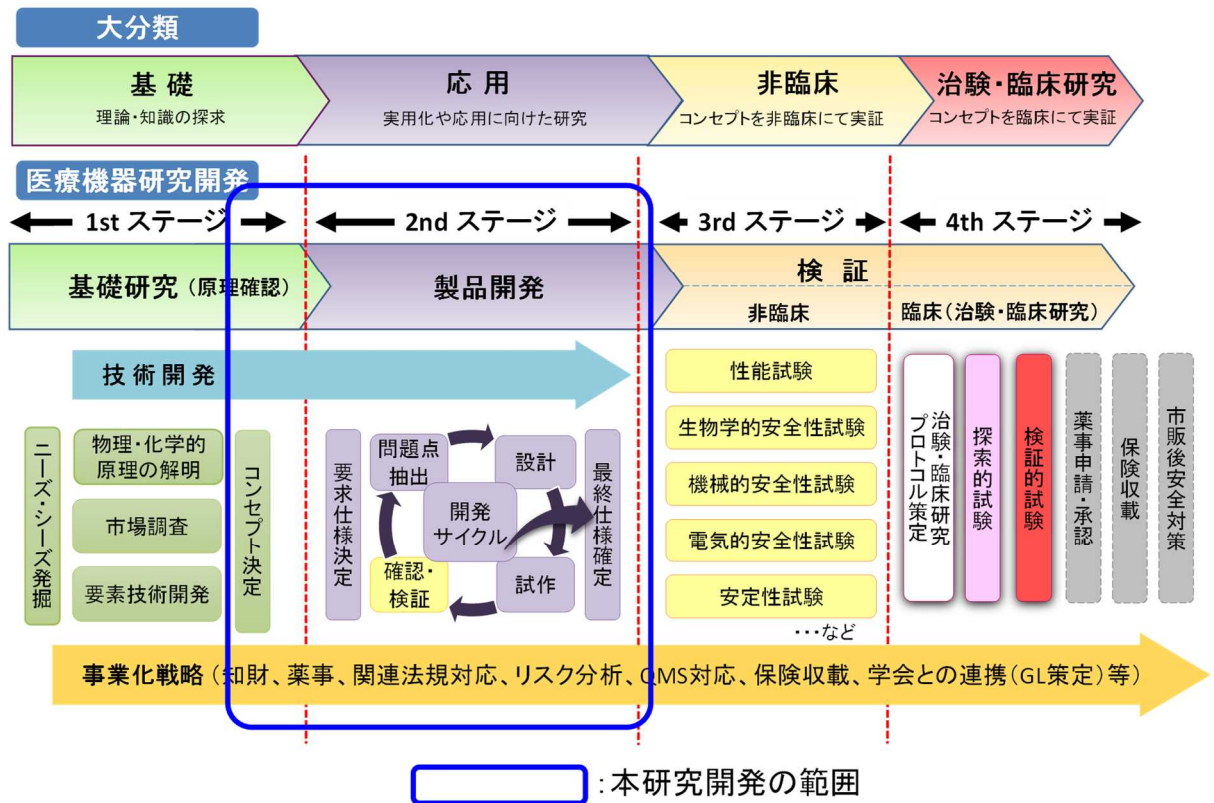 大分類
基 礎
理論・知識の探求
応 用
実用化や応用に向けた研究
非臨床
コンセプトを非臨床にて実証
治験・臨床研究
コンセプトを臨床にて実証
医療機器研究開発
1st ステージ
2nd ステージ
3rd ステージ
4th ステージ
基礎研究（原理確認）
製品開発
検 証
非臨床
臨床（治験・臨床研究）
技術開発
ニーズ・シーズ発掘
物理・化学的
原理の解明
市場調査
要素技術開発
コンセプト決定
要求仕様決定
問題点
抽出
設計
開発
サイクル
確認・
検証
試作
最終仕様確定
性能試験
生物学的安全性試験
機械的安全性試験
電気的安全性試験
安定性試験
・・・など
治験・臨床研究
プロトコル策定
探索的試験
検証的試験
薬事申請・承認
保険収載
市販後安全対策
事業化戦略（知財、薬事、関連法規対応、リスク分析、QMS対応、保険収載、学会との連携（GL策定）等）
：本研究開発の範囲